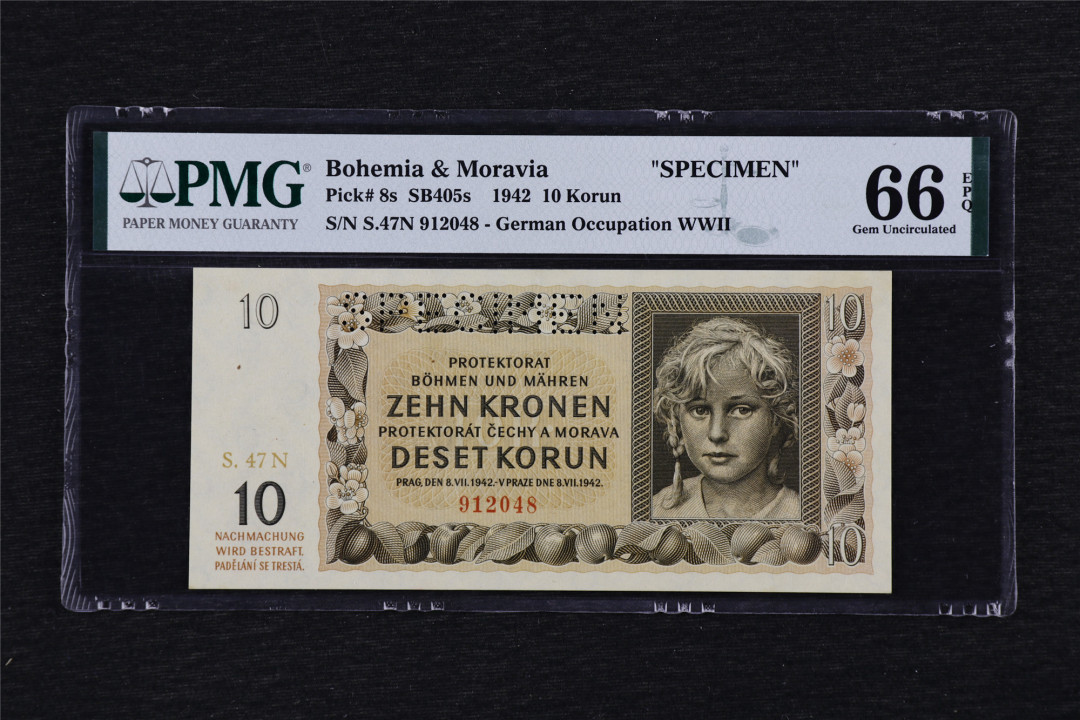 PMG®
PAPER MONEY GUARANTY
Bohemia & Moravia "SPECIMEN"
Pick# 8s SB405s 1942 10 Korun
S/N S.47N 912048 - German Occupation WWII
66 EPQ
Gem Uncirculated
10
10
PROTEKTORAT
BÖHMEN UND MÄHREN
ZEHN KRONEN
PROTEKTORÁT ČECHY A MORAVA
DESET KORUN
PRAG, DEN 8.VII.1942.-V PRAZE DNE 8.VII.1942.
912048
S. 47 N
10
NACHMACHUNG
WIRD BESTRAFT.
PADĚLÁNÍ SE TRESTÁ.
10